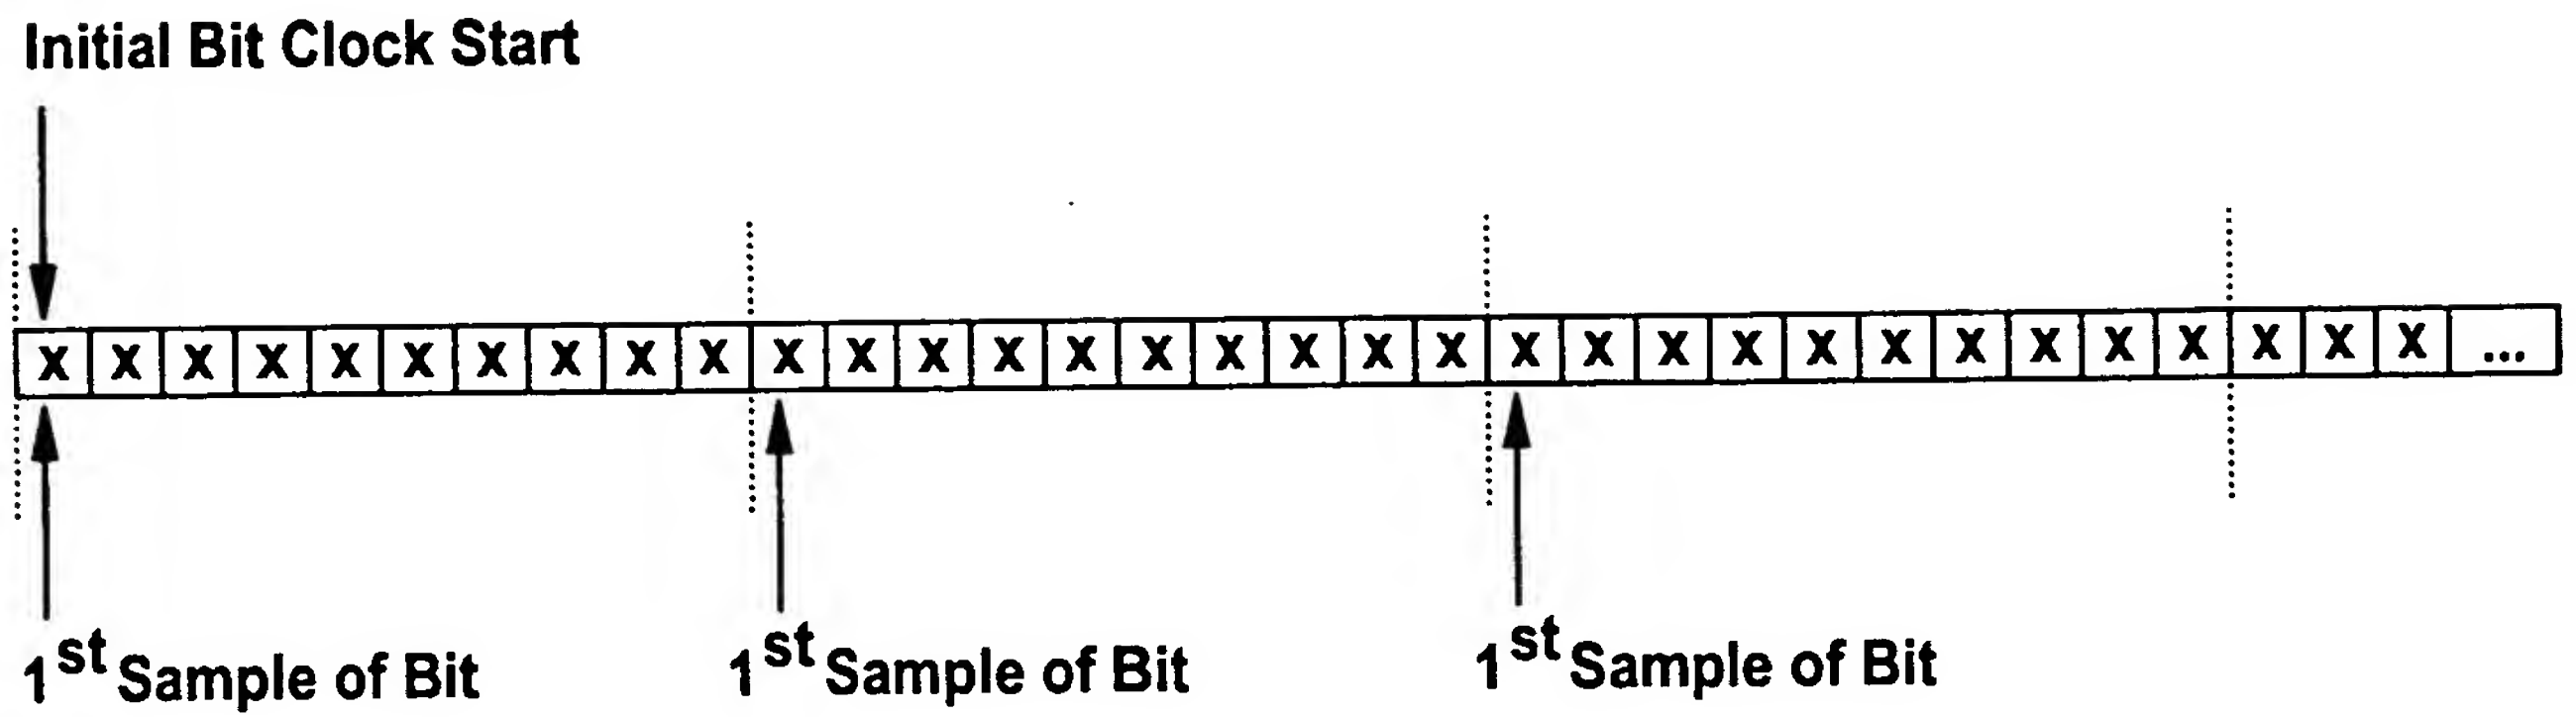 Initial Bit Clock Start
X X X X X X X X X X X X X X X X X X X X X X X X X X X X X X X X X ...
1st Sample of Bit 1st Sample of Bit 1st Sample of Bit